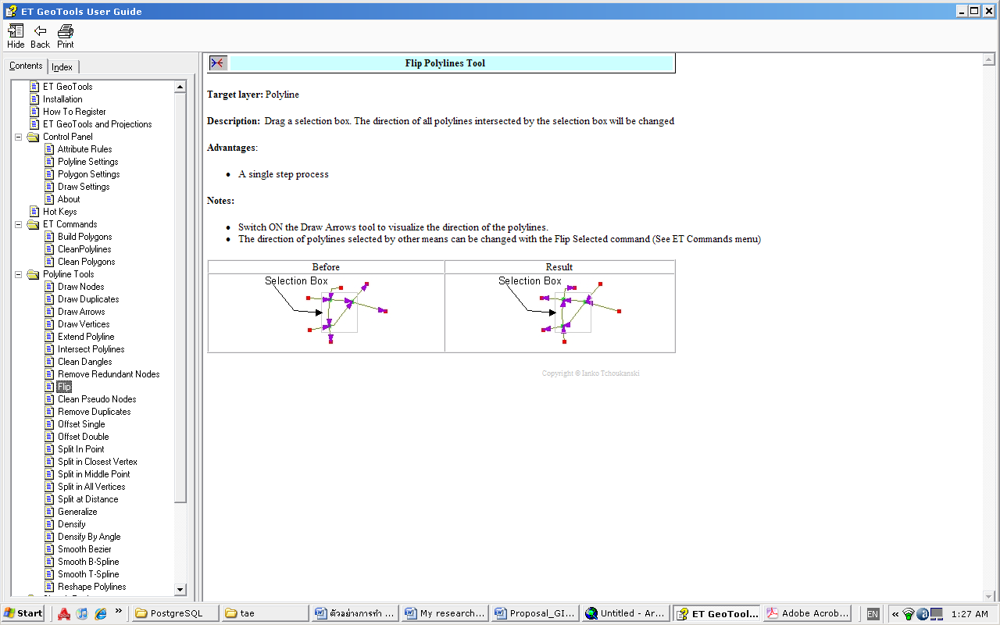 ET GeoTools User Guide
Hide Back Print
Contents Index
ET GeoTools
Installation
How To Register
ET GeoTools and Projections
Control Panel
Attribute Rules
Polyline Settings
Polygon Settings
Draw Settings
About
Hot Keys
ET Commands
Build Polygons
CleanPolylines
Clean Polygons
Polyline Tools
Draw Nodes
Draw Duplicates
Draw Arrows
Draw Vertices
Extend Polyline
Intersect Polylines
Clean Dangles
Remove Redundant Nodes
Flip
Clean Pseudo Nodes
Remove Duplicates
Offset Single
Offset Double
Split In Point
Split in Closest Vertex
Split in Middle Point
Split in All Vertices
Split at Distance
Generalize
Densify
Densify By Angle
Smooth Bezier
Smooth B-Spline
Smooth T-Spline
Reshape Polylines
Flip Polylines Tool
Target layer: Polyline
Description: Drag a selection box. The direction of all polylines intersected by the selection box will be changed
Advantages:
• A single step process
Notes:
• Switch ON the Draw Arrows tool to visualize the direction of the polylines.
• The direction of polylines selected by other means can be changed with the Flip Selected command (See ET Commands menu)
Before Result
Selection Box Selection Box
Copyright © Ianko Tchoukanski
Start » PostgreSQL tae ตัวอย่างการทำ ... My research... Proposal_GI... Untitled - Ar... ET GeoTool... Adobe Acrob... EN « 1:27 AM